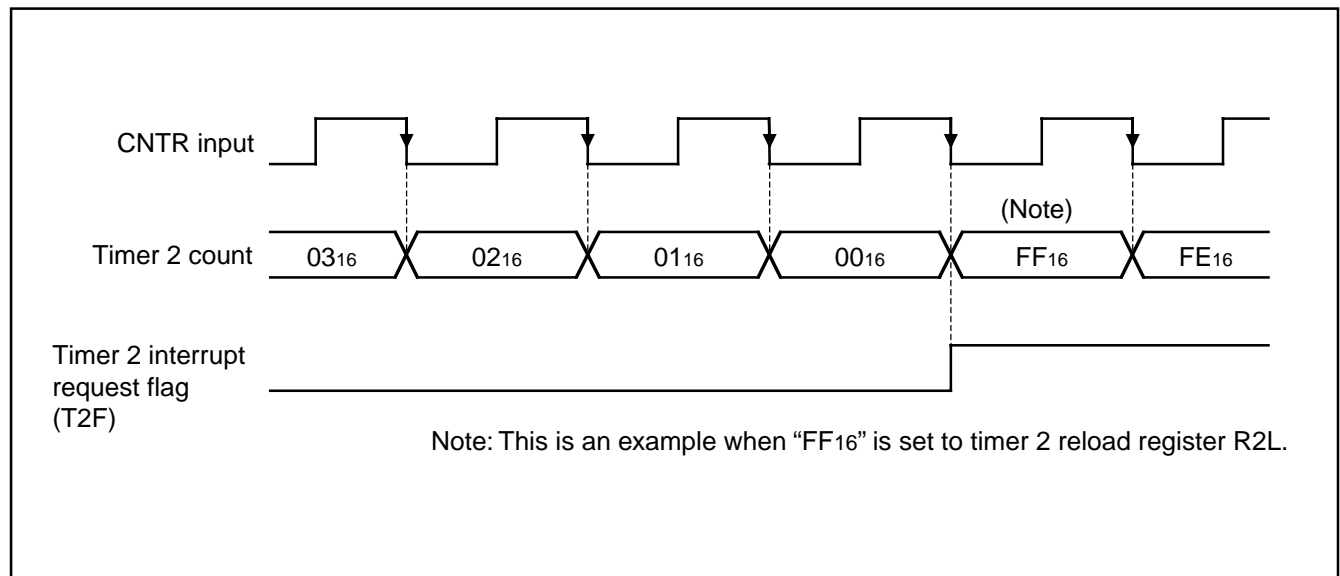 CNTR input
(Note)
Timer 2 count 0316 0216 0116 0016 FF16 FE16
Timer 2 interrupt
request flag
(T2F)
Note: This is an example when “FF16” is set to timer 2 reload register R2L.